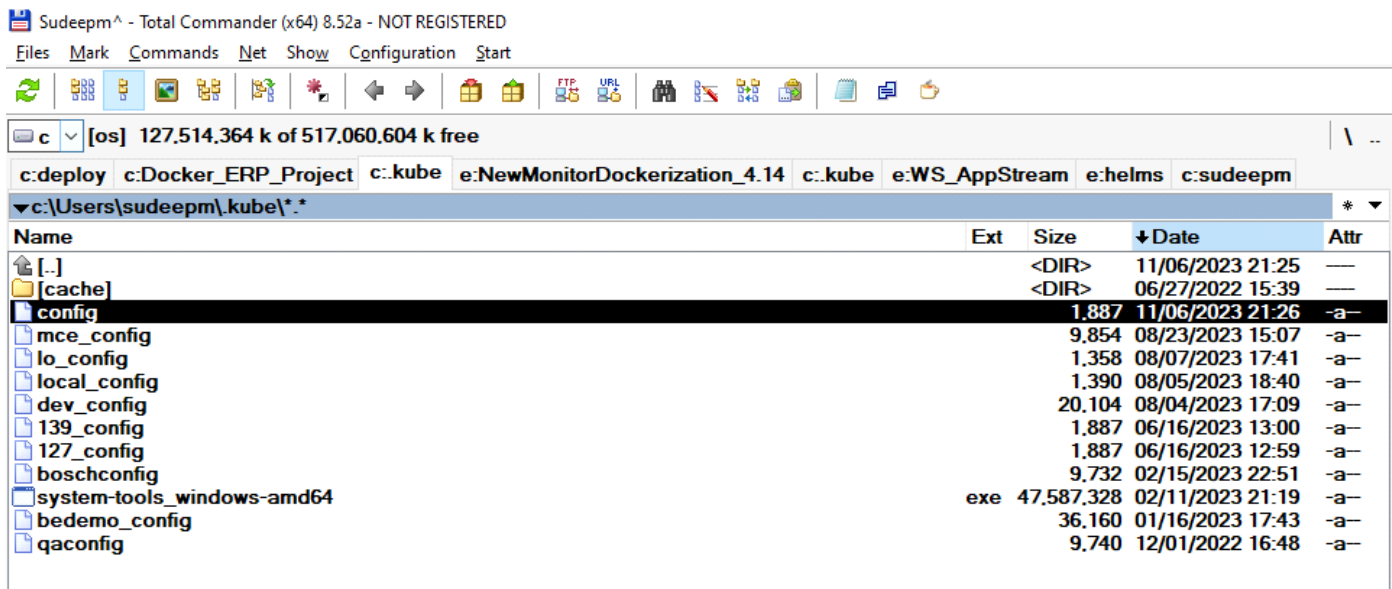 Sudeepm^ - Total Commander (x64) 8.52a - NOT REGISTERED
Files Mark Commands Net Show Configuration Start
FTP URL
c [os] 127,514,364 k of 517,060,604 k free \ ..
c:deploy c:Docker_ERP_Project c:.kube e:NewMonitorDockerization_4.14 c:.kube e:WS_AppStream e:helms c:sudeepm
c:\Users\sudeepm\.kube\*.* *
Name Ext Size Date Attr
[..] <DIR> 11/06/2023 21:25 ----
[cache] <DIR> 06/27/2022 15:39 ----
config 1,887 11/06/2023 21:26 -a--
mce_config 9,854 08/23/2023 15:07 -a--
lo_config 1,358 08/07/2023 17:41 -a--
local_config 1,390 08/05/2023 18:40 -a--
dev_config 20,104 08/04/2023 17:09 -a--
139_config 1,887 06/16/2023 13:00 -a--
127_config 1,887 06/16/2023 12:59 -a--
boschconfig 9,732 02/15/2023 22:51 -a--
system-tools_windows-amd64 exe 47,587,328 02/11/2023 21:19 -a--
bedemo_config 36,160 01/16/2023 17:43 -a--
qaconfig 9,740 12/01/2022 16:48 -a--